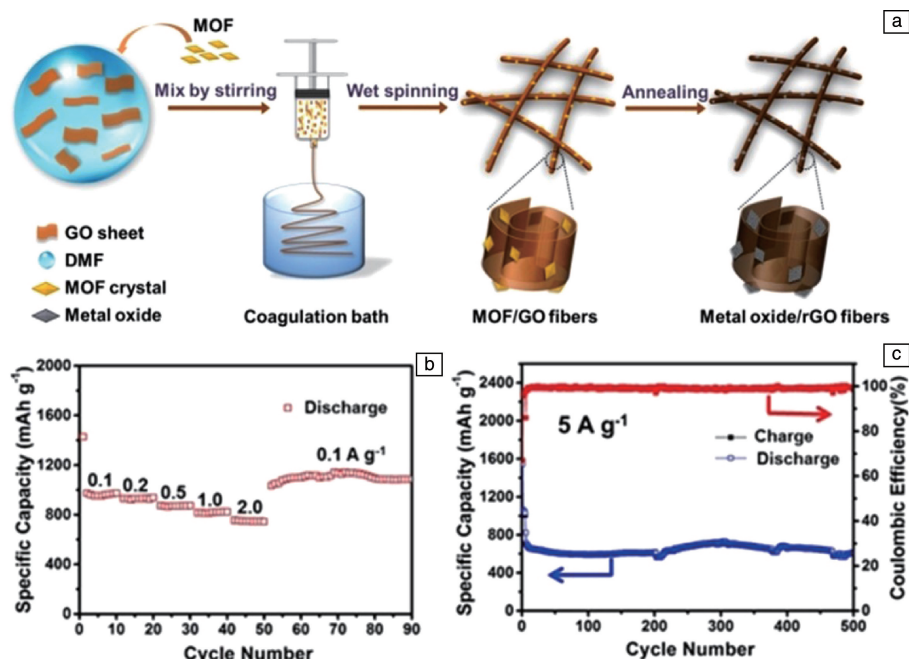 a
MOF
Mix by stirring
Wet spinning
Annealing
GO sheet
DMF
MOF crystal
Metal oxide
Coagulation bath
MOF/GO fibers
Metal oxide/rGO fibers
b
Specific Capacity (mAh g⁻¹)
2000
1600
1200
800
400
0
Discharge
0.1
0.2
0.5
1.0
2.0
0.1 A g⁻¹
0 10 20 30 40 50 60 70 80 90
Cycle Number
c
Specific Capacity (mAh g⁻¹)
2400
2000
1600
1200
800
400
0
5 A g⁻¹
Charge
Discharge
100
80
60
40
20
0
Coulombic Efficiency(%)
0 100 200 300 400 500
Cycle Number